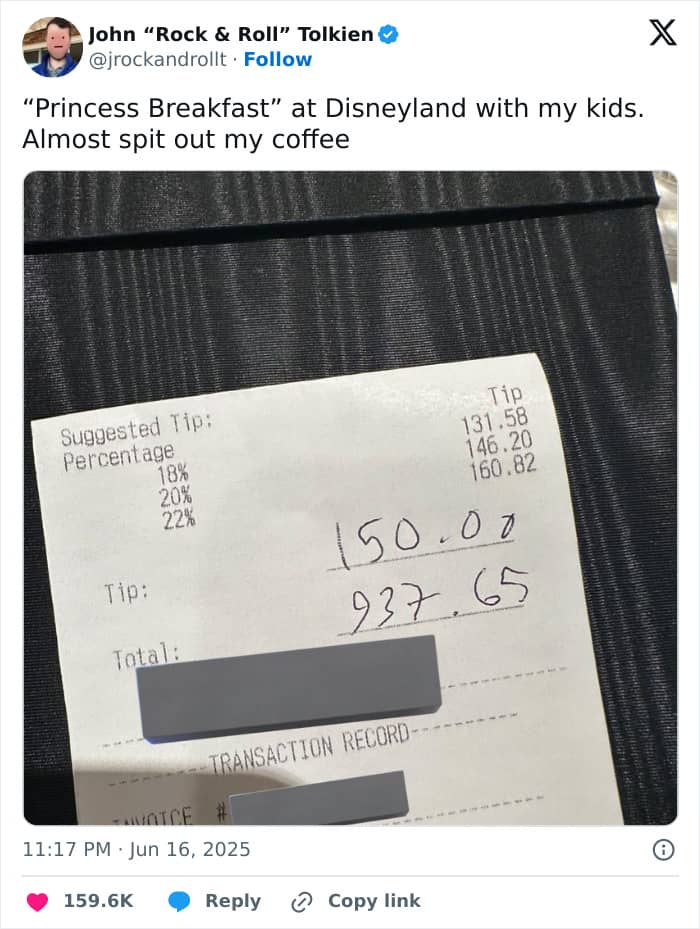 John “Rock & Roll” Tolkien
@jrockandrollt · Follow
“Princess Breakfast” at Disneyland with my kids.
Almost spit out my coffee
Suggested Tip:
Percentage Tip
18% 131.58
20% 146.20
22% 160.82
Tip: 150.00
Total: 937.65
TRANSACTION RECORD
INVOICE #
11:17 PM · Jun 16, 2025
159.6K Reply Copy link